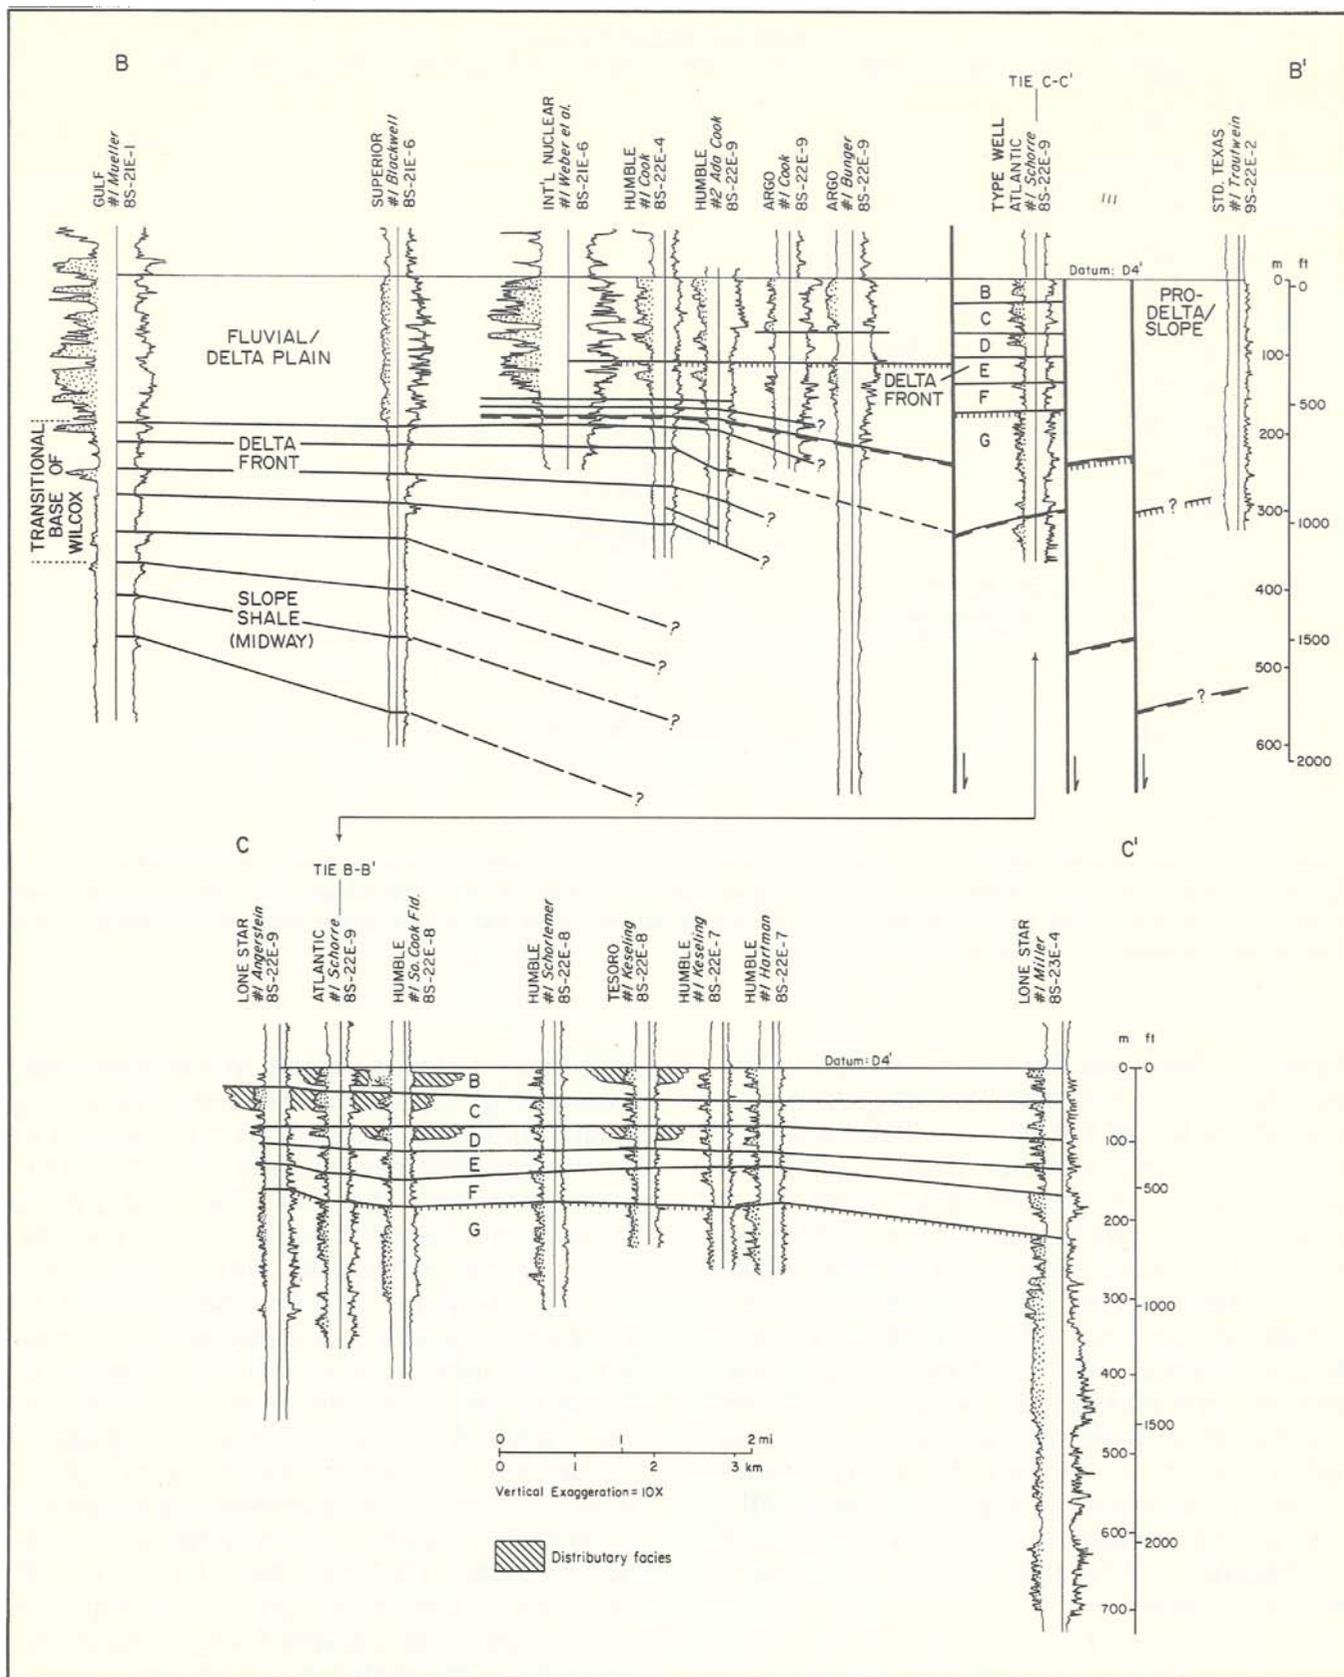 B
B'
TIE C-C'
GULF
#1 Mueller
8S-21E-1
SUPERIOR
#1 Blackwell
8S-21E-6
INT'L NUCLEAR
#1 Weber et al.
8S-21E-6
HUMBLE
#1 Cook
8S-22E-4
HUMBLE
#2 Ada Cook
8S-22E-9
ARGO
#1 Cook
8S-22E-9
ARGO
#1 Bunger
8S-22E-9
TYPE WELL
ATLANTIC
#1 Schorre
8S-22E-9
STD. TEXAS
#1 Trautwein
9S-22E-2
Datum: D4'
m ft
0 0
100
500
200
300
1000
400
1500
500
600
2000
FLUVIAL/
DELTA PLAIN
B
C
D
E
F
G
PRO-
DELTA/
SLOPE
DELTA
FRONT
TRANSITIONAL
BASE OF
WILCOX
DELTA
FRONT
SLOPE
SHALE
(MIDWAY)
?
?
?
?
?
?
?
?
?
?
C
C'
TIE B-B'
LONE STAR
#1 Angerstein
8S-22E-9
ATLANTIC
#1 Schorre
8S-22E-9
HUMBLE
#1 So. Cook Fld.
8S-22E-8
HUMBLE
#1 Schorlemer
8S-22E-8
TESORO
#1 Keseling
8S-22E-8
HUMBLE
#1 Keseling
8S-22E-7
HUMBLE
#1 Hartman
8S-22E-7
LONE STAR
#1 Miller
8S-23E-4
Datum: D4'
m ft
0 0
100
500
200
300
1000
400
1500
500
600
2000
700
B
C
D
E
F
G
0 1 2 mi
0 1 2 3 km
Vertical Exaggeration = 10X
Distributary facies